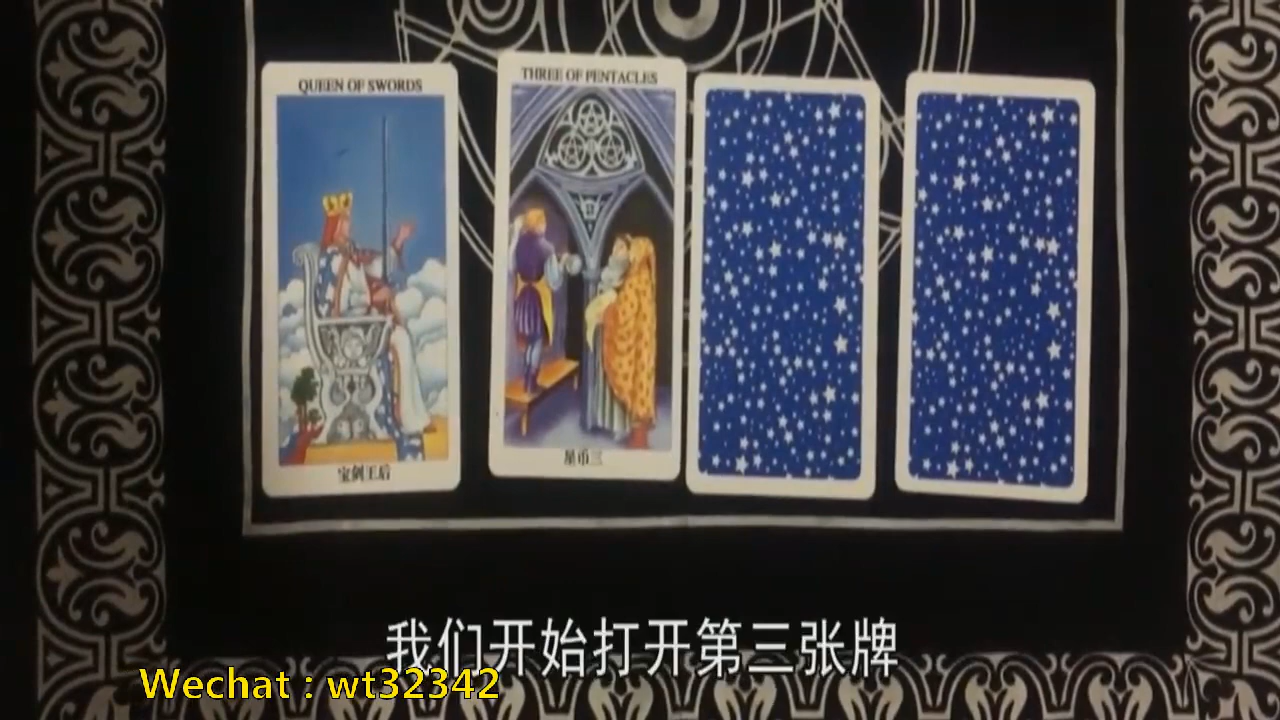 QUEEN OF SWORDS
THREE OF PENTACLES
宝剑王后
星币三
我们开始打开第三张牌
Wechat : wt32342